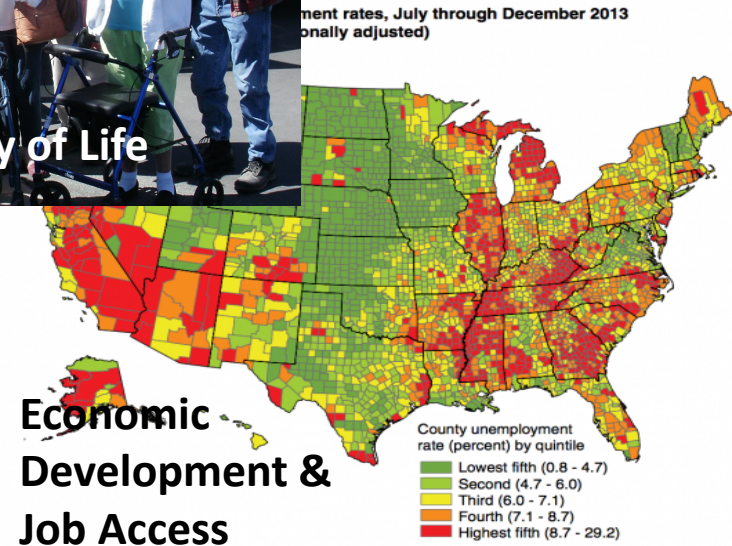 ment rates, July through December 2013
onally adjusted)
y of Life
Economic
Development &
Job Access
County unemployment
rate (percent) by quintile
Lowest fifth (0.8 - 4.7)
Second (4.7 - 6.0)
Third (6.0 - 7.1)
Fourth (7.1 - 8.7)
Highest fifth (8.7 - 29.2)